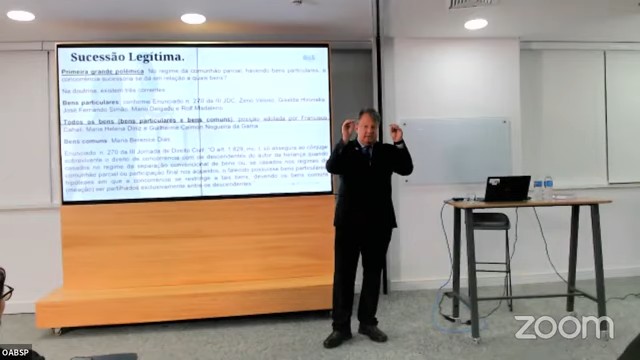 Sucessão Legítima.
Primeira grande polêmica: No regime da comunhão parcial, havendo bens particulares, a
concorrência sucessória se dá em relação a quais bens?
Na doutrina, existem três correntes:
Bens particulares: conforme Enunciado n. 270 da III JDC, Zeno Veloso, Giselda Hironaka,
José Fernando Simão, Mário Delgado e Rolf Madaleno.
Todos os bens (bens particulares e bens comuns): posição adotada por Francisco
Cahali, Maria Helena Diniz e Guilherme Calmon Nogueira da Gama.
Bens comuns: Maria Berenice Dias.
Enunciado n. 270 da III Jornada de Direito Civil: "O art. 1.829, inc. I, só assegura ao cônjuge
sobrevivente o direito de concorrência com os descendentes do autor da herança quando
casados no regime da separação convencional de bens ou, se casados nos regimes da
comunhão parcial ou participação final nos aquestos, o falecido possuísse bens particulares,
hipóteses em que a concorrência se restringe a tais bens, devendo os bens comuns
(meação) ser partilhados exclusivamente entre os descendentes
OABSP
zoom